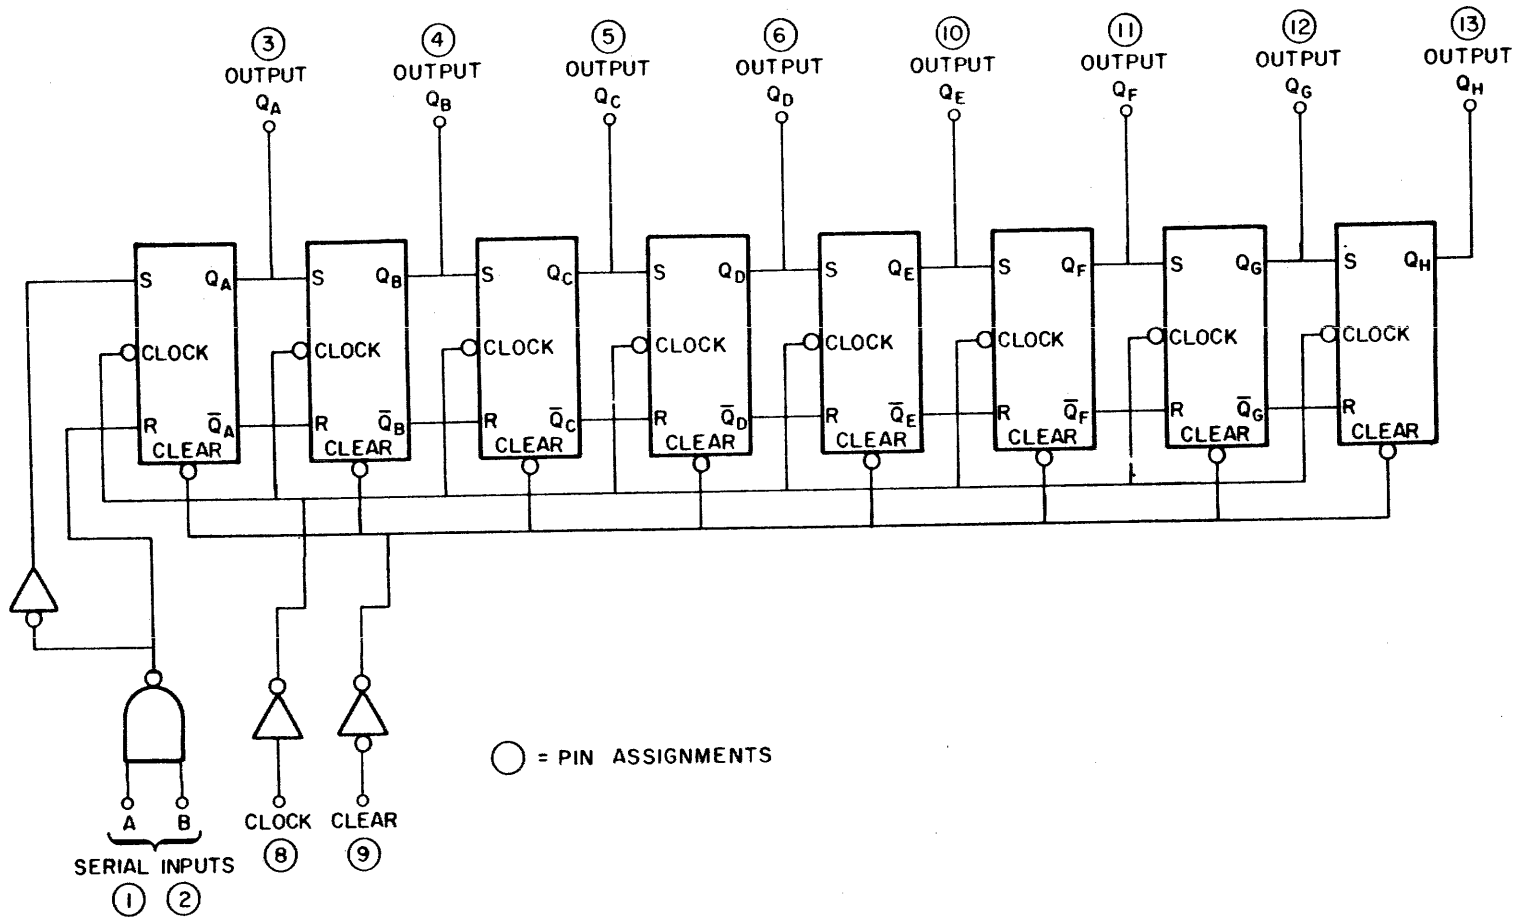 3 4 5 6 10 11 12 13
OUTPUT OUTPUT OUTPUT OUTPUT OUTPUT OUTPUT OUTPUT OUTPUT
QA QB QC QD QE QF QG QH
S QA S QB S QC S QD S QE S QF S QG S QH
CLOCK CLOCK CLOCK CLOCK CLOCK CLOCK CLOCK CLOCK
R Q̅A R Q̅B R Q̅C R Q̅D R Q̅E R Q̅F R Q̅G R
CLEAR CLEAR CLEAR CLEAR CLEAR CLEAR CLEAR CLEAR
= PIN ASSIGNMENTS
A B CLOCK CLEAR
8 9
SERIAL INPUTS
1 2